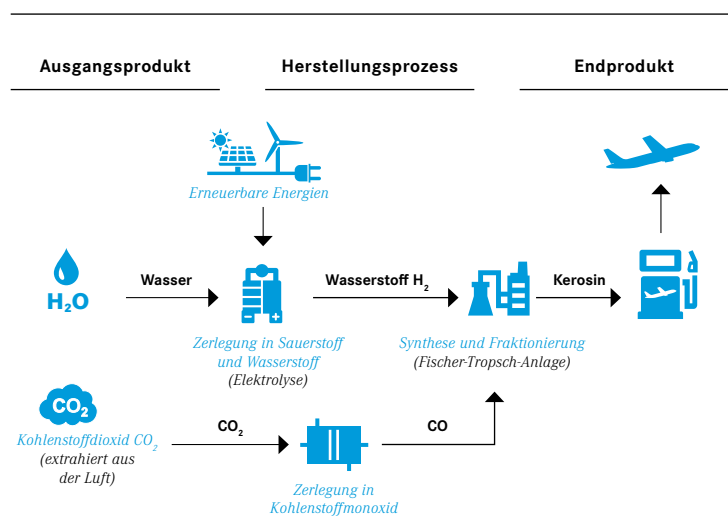 Ausgangsprodukt
Herstellungsprozess
Endprodukt
Erneuerbare Energien
H₂O
Wasser
Wasserstoff H₂
Kerosin
Zerlegung in Sauerstoff
und Wasserstoff
(Elektrolyse)
Synthese und Fraktionierung
(Fischer-Tropsch-Anlage)
CO₂
Kohlenstoffdioxid CO₂
(extrahiert aus
der Luft)
CO₂
CO
Zerlegung in
Kohlenstoffmonoxid